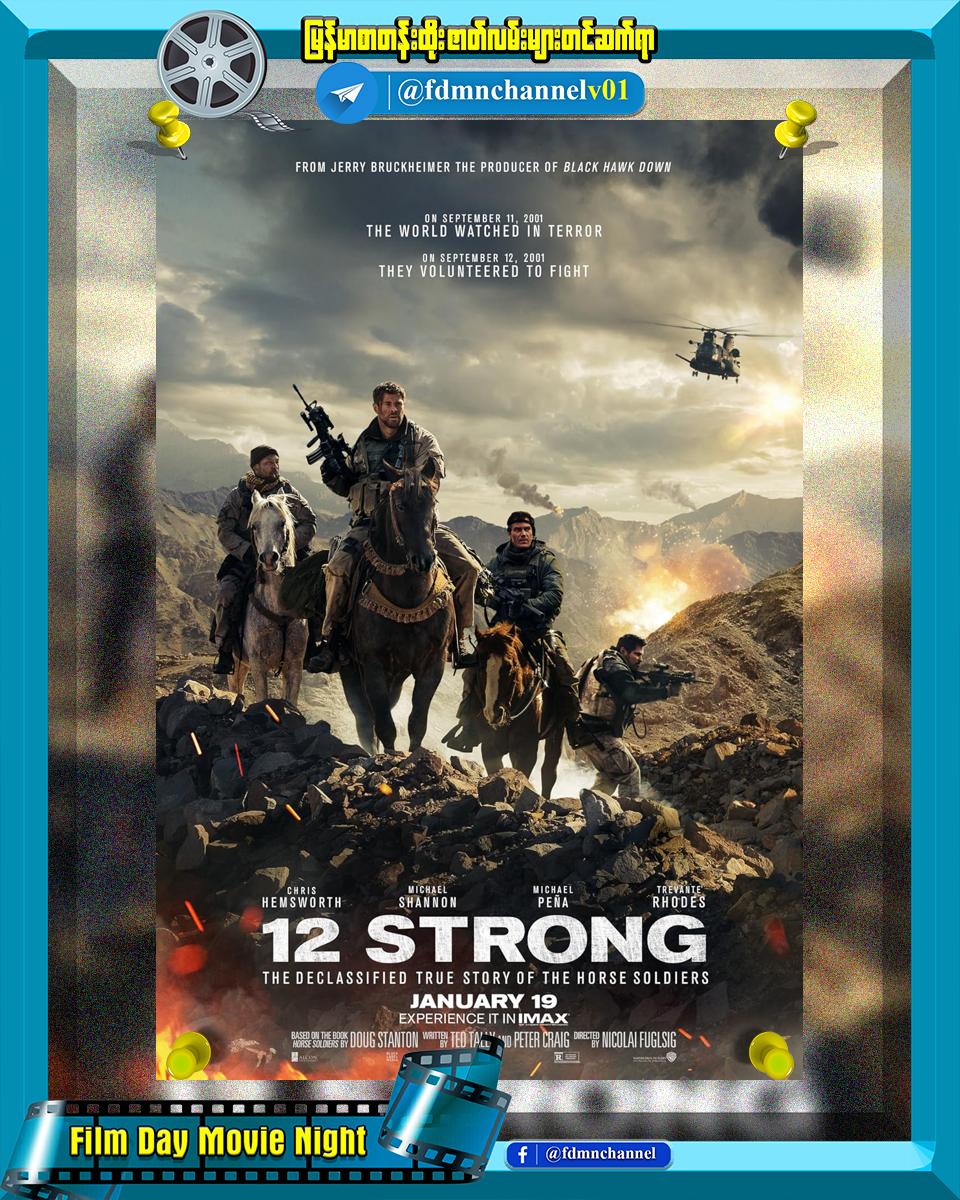 မြန်မာစာတန်းထိုးဇာတ်လမ်းများတင်ဆက်ရာ
@fdmnchannelv01
FROM JERRY BRUCKHEIMER THE PRODUCER OF BLACK HAWK DOWN
ON SEPTEMBER 11, 2001
THE WORLD WATCHED IN TERROR
ON SEPTEMBER 12, 2001
THEY VOLUNTEERED TO FIGHT
CHRIS HEMSWORTH MICHAEL SHANNON MICHAEL PEÑA TREVANTE RHODES
12 STRONG
THE DECLASSIFIED TRUE STORY OF THE HORSE SOLDIERS
JANUARY 19
EXPERIENCE IT IN IMAX
BASED ON THE BOOK HORSE SOLDIERS BY DOUG STANTON WRITTEN BY TED TALLY AND PETER CRAIG DIRECTED BY NICOLAI FUGLSIG
Film Day Movie Night
@fdmnchannel